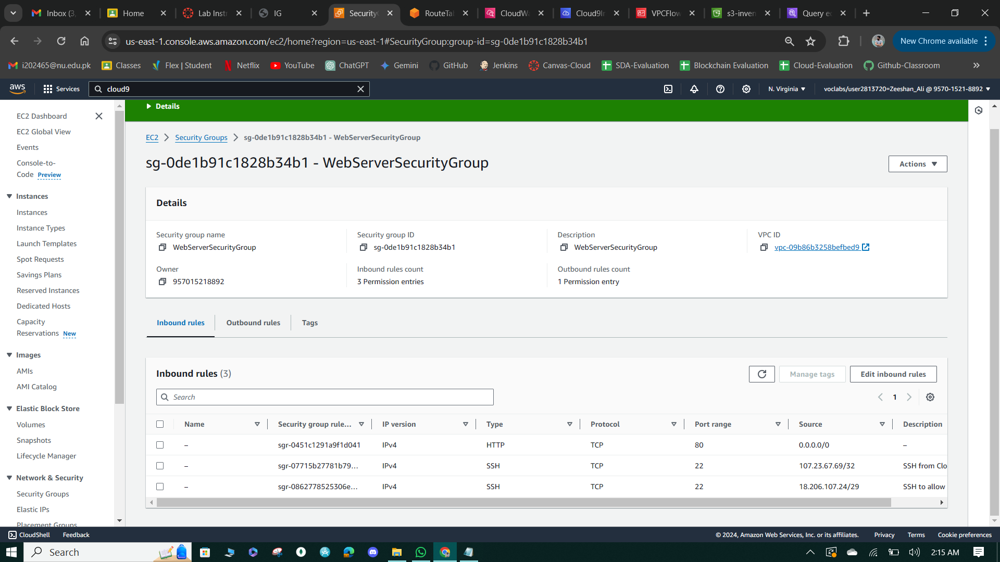 Inbox (3,
Home
Lab Instr
IG
Security
RouteTal
CloudWa
Cloud9In
VPCFlow
s3-inven
Query ec
us-east-1.console.aws.amazon.com/ec2/home?region=us-east-1#SecurityGroup:group-id=sg-0de1b91c1828b34b1
New Chrome available
i202465@nu.edu.pk
Classes
Flex | Student
Netflix
YouTube
ChatGPT
Gemini
GitHub
Jenkins
Canvas-Cloud
SDA-Evaluation
Blockchain Evaluation
Cloud-Evaluation
Github-Classroom
aws
Services
cloud9
N. Virginia
voclabs/user2813720=Zeeshan_Ali @ 9570-1521-8892
EC2 Dashboard
EC2 Global View
Events
Console-to-
Code Preview
Instances
Instances
Instance Types
Launch Templates
Spot Requests
Savings Plans
Reserved Instances
Dedicated Hosts
Capacity
Reservations New
Images
AMIs
AMI Catalog
Elastic Block Store
Volumes
Snapshots
Lifecycle Manager
Network & Security
Security Groups
Elastic IPs
Placement Groups
Details
EC2 > Security Groups > sg-0de1b91c1828b34b1 - WebServerSecurityGroup
sg-0de1b91c1828b34b1 - WebServerSecurityGroup
Actions
Details
Security group name
WebServerSecurityGroup
Security group ID
sg-0de1b91c1828b34b1
Description
WebServerSecurityGroup
VPC ID
vpc-09b86b3258befbed9
Owner
957015218892
Inbound rules count
3 Permission entries
Outbound rules count
1 Permission entry
Inbound rules
Outbound rules
Tags
Inbound rules (3)
Manage tags
Edit inbound rules
Search
1
Name Security group rule... IP version Type Protocol Port range Source Description
– sgr-0451c1291a9f1d041 IPv4 HTTP TCP 80 0.0.0.0/0 –
– sgr-07715b27781b79... IPv4 SSH TCP 22 107.23.67.69/32 SSH from Clo
– sgr-0862778525306e... IPv4 SSH TCP 22 18.206.107.24/29 SSH to allow
CloudShell
Feedback
© 2024, Amazon Web Services, Inc. or its affiliates.
Privacy
Terms
Cookie preferences
Search
2:15 AM